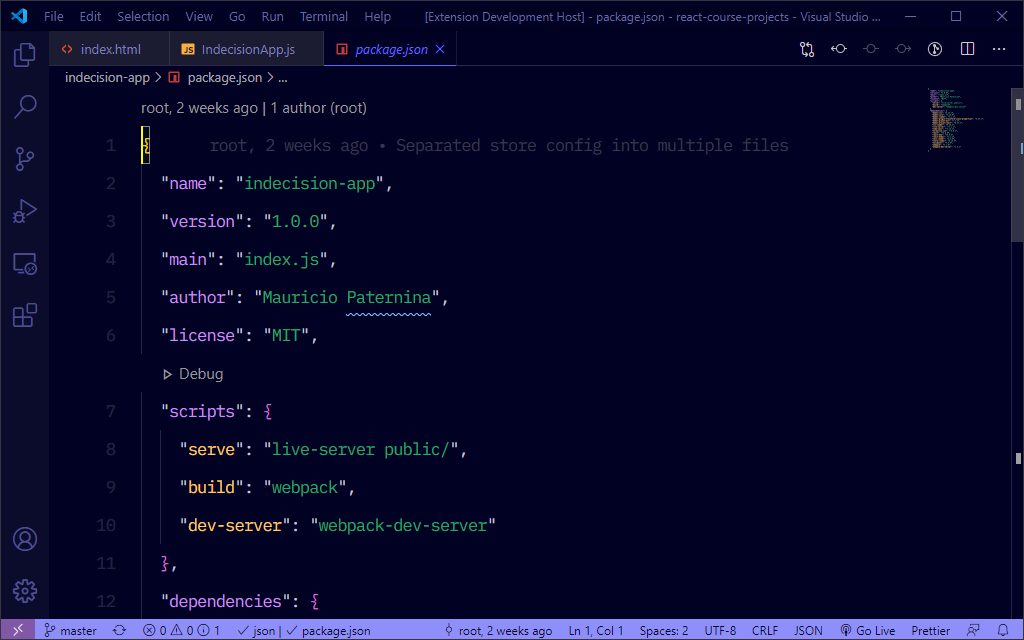 File Edit Selection View Go Run Terminal Help [Extension Development Host] - package.json - react-course-projects - Visual Studio ...
index.html JS IndecisionApp.js package.json
indecision-app > package.json > ...
root, 2 weeks ago | 1 author (root)
1 { root, 2 weeks ago • Separated store config into multiple files
2 "name": "indecision-app",
3 "version": "1.0.0",
4 "main": "index.js",
5 "author": "Mauricio Paternina",
6 "license": "MIT",
Debug
7 "scripts": {
8 "serve": "live-server public/",
9 "build": "webpack",
10 "dev-server": "webpack-dev-server"
11 },
12 "dependencies": {
master 0 0 1 json | package.json root, 2 weeks ago Ln 1, Col 1 Spaces: 2 UTF-8 CRLF JSON Go Live Prettier